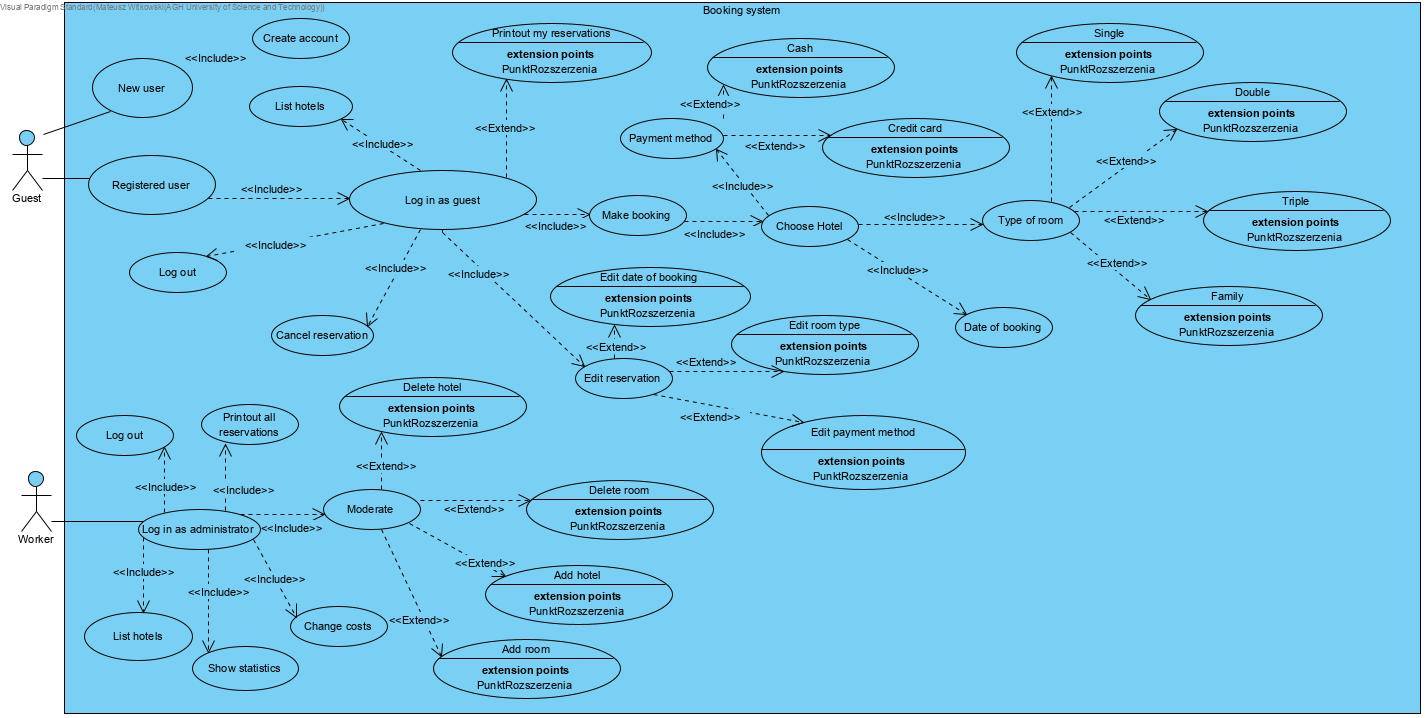 Visual Paradigm Standard(Mateusz Witkowski(AGH University of Science and Technology))
Booking system
Create account
<<Include>>
New user
Guest
Registered user
<<Include>>
List hotels
<<Include>>
Log in as guest
Printout my reservations
extension points
PunktRozszerzenia
<<Extend>>
Log out
<<Include>>
Cancel reservation
<<Include>>
<<Include>>
<<Include>>
Make booking
<<Include>>
Choose Hotel
<<Include>>
Payment method
<<Extend>>
Cash
extension points
PunktRozszerzenia
<<Extend>>
Credit card
extension points
PunktRozszerzenia
<<Include>>
Type of room
<<Include>>
Date of booking
<<Extend>>
Single
extension points
PunktRozszerzenia
<<Extend>>
Double
extension points
PunktRozszerzenia
<<Extend>>
Triple
extension points
PunktRozszerzenia
<<Extend>>
Family
extension points
PunktRozszerzenia
Edit date of booking
extension points
PunktRozszerzenia
<<Extend>>
Edit reservation
<<Extend>>
Edit room type
extension points
PunktRozszerzenia
<<Extend>>
Edit payment method
extension points
PunktRozszerzenia
Worker
Log in as administrator
Log out
<<Include>>
Printout all
reservations
<<Include>>
<<Include>>
Moderate
<<Include>>
List hotels
<<Include>>
Show statistics
<<Include>>
Change costs
Delete hotel
extension points
PunktRozszerzenia
<<Extend>>
<<Extend>>
Delete room
extension points
PunktRozszerzenia
<<Extend>>
Add hotel
extension points
PunktRozszerzenia
<<Extend>>
Add room
extension points
PunktRozszerzenia